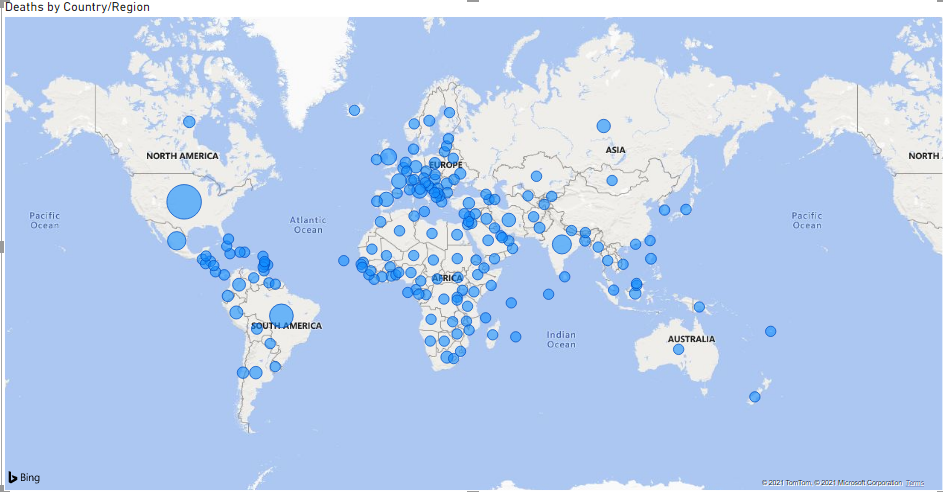 Deaths by Country/Region
NORTH AMERICA
EUROPE
ASIA
NORTH
Pacific
Ocean
Atlantic
Ocean
Pacific
Ocean
AFRICA
SOUTH AMERICA
Indian
Ocean
AUSTRALIA
Bing
© 2021 TomTom, © 2021 Microsoft Corporation Terms